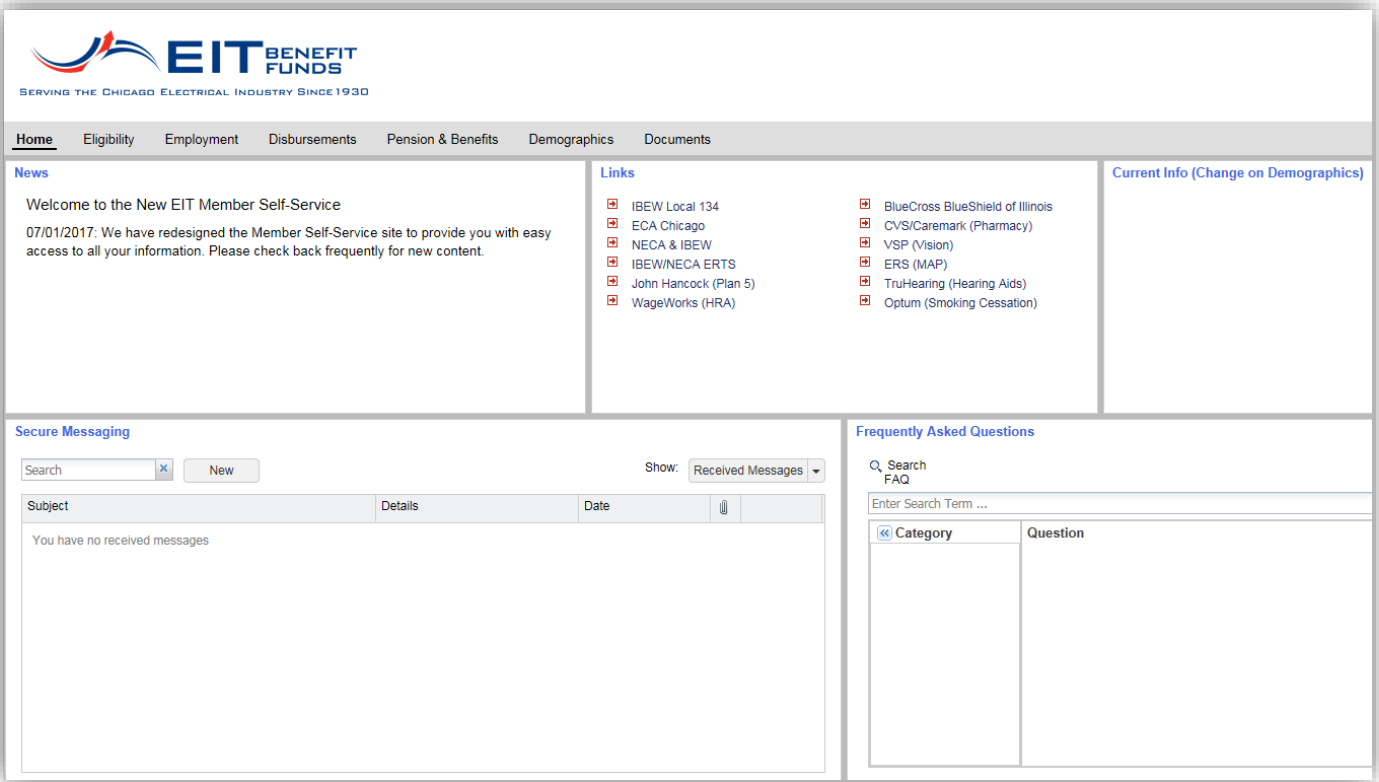 EIT BENEFIT FUNDS
SERVING THE CHICAGO ELECTRICAL INDUSTRY SINCE 1930
Home Eligibility Employment Disbursements Pension & Benefits Demographics Documents
News
Welcome to the New EIT Member Self-Service
07/01/2017: We have redesigned the Member Self-Service site to provide you with easy
access to all your information. Please check back frequently for new content.
Links
IBEW Local 134
ECA Chicago
NECA & IBEW
IBEW/NECA ERTS
John Hancock (Plan 5)
WageWorks (HRA)
BlueCross BlueShield of Illinois
CVS/Caremark (Pharmacy)
VSP (Vision)
ERS (MAP)
TruHearing (Hearing Aids)
Optum (Smoking Cessation)
Current Info (Change on Demographics)
Secure Messaging
Search New Show: Received Messages
Subject Details Date
You have no received messages
Frequently Asked Questions
Search
FAQ
Enter Search Term ...
Category Question